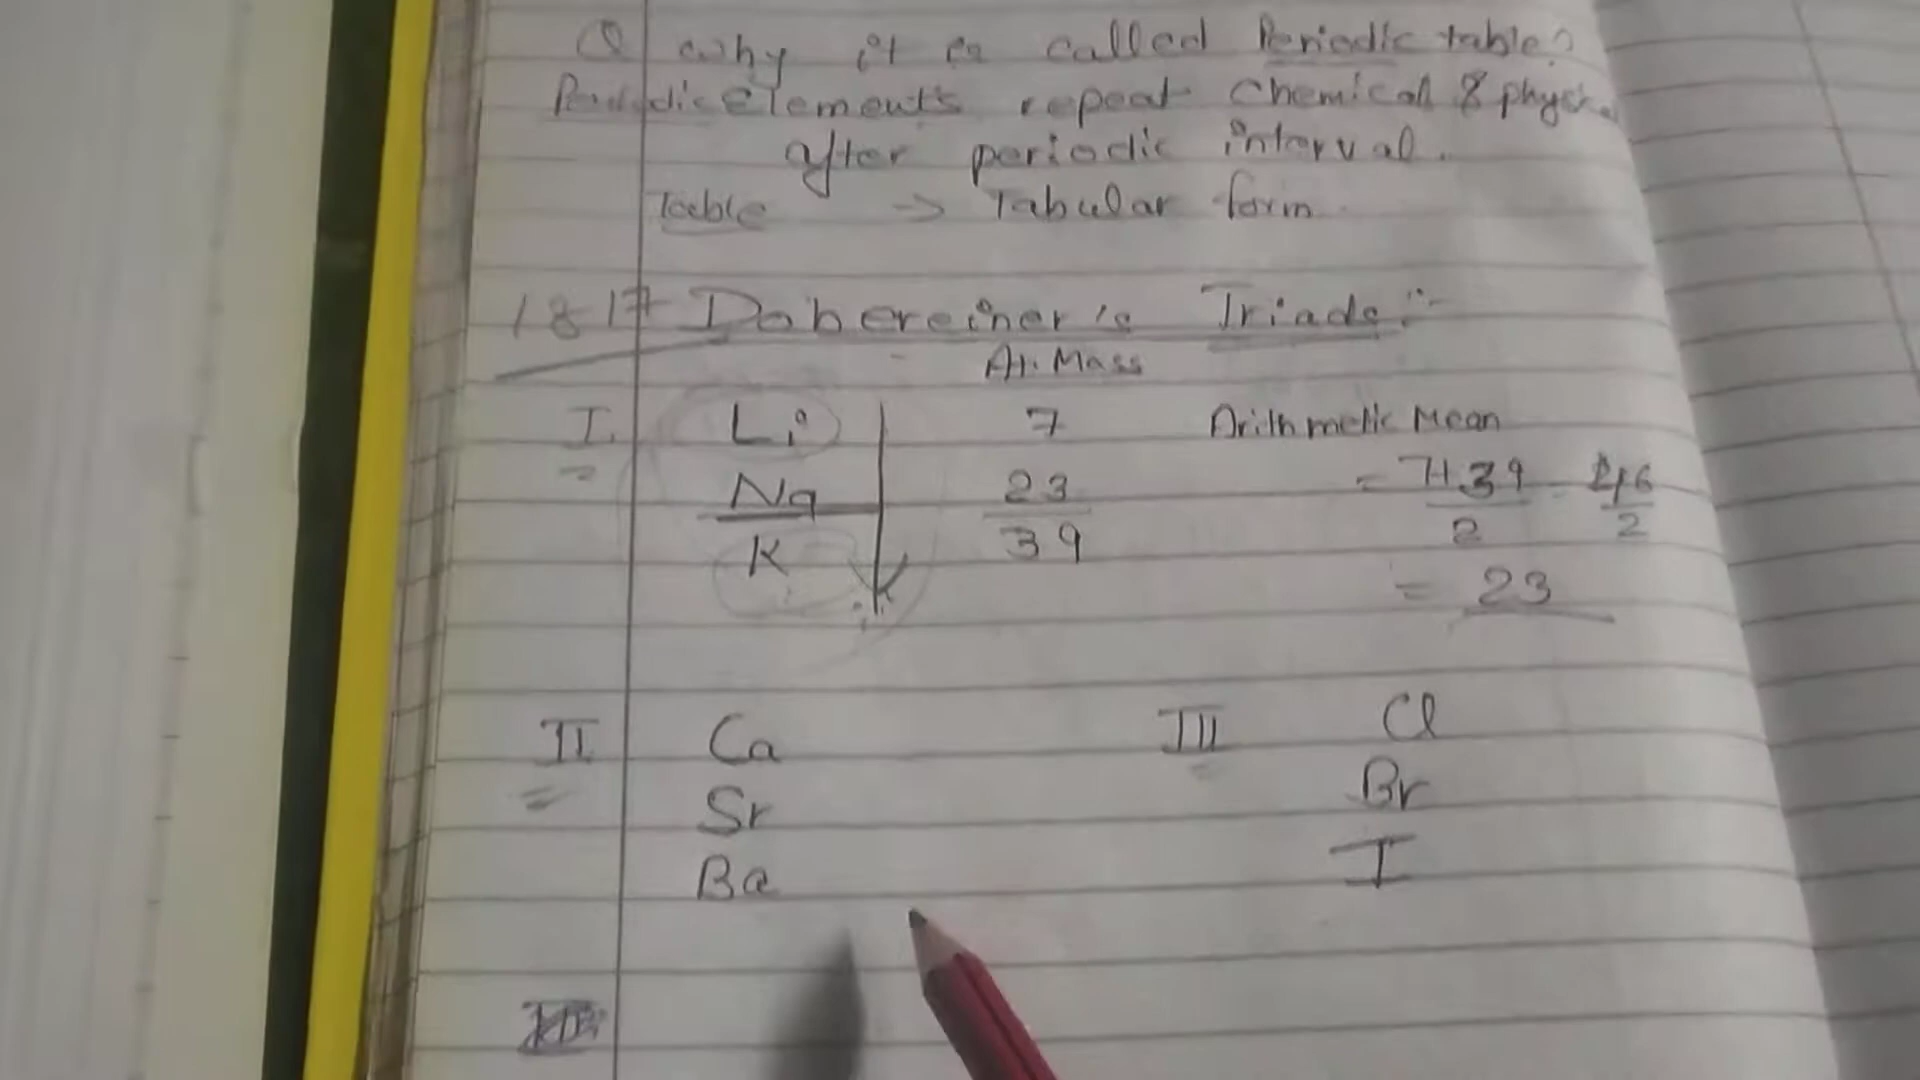 Q Why it is called Periodic table?
Periodic Elements repeat chemical & physic
after periodic interval.
Table → Tabular form.
1817 Dobereiner's Triads:-
At. Mass
I. Li 7 Arithmetic Mean
Na 23 = 7+39/2 = 46/2
K 39
= 23
II Ca III Cl
Sr Br
Ba I